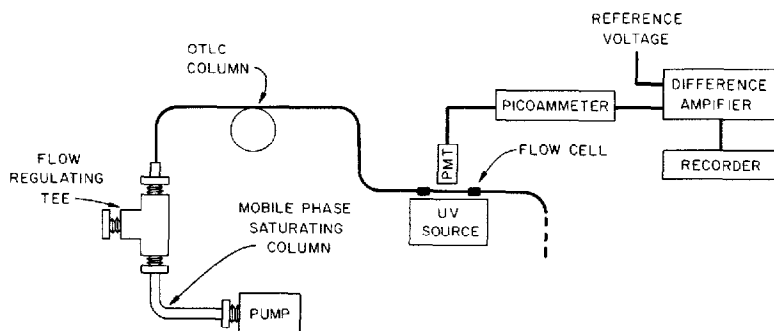 REFERENCE
VOLTAGE
OTLC
COLUMN
DIFFERENCE
AMPIFIER
PICOAMMETER
PMT
FLOW CELL
RECORDER
FLOW
REGULATING
TEE
UV
SOURCE
MOBILE PHASE
SATURATING
COLUMN
PUMP